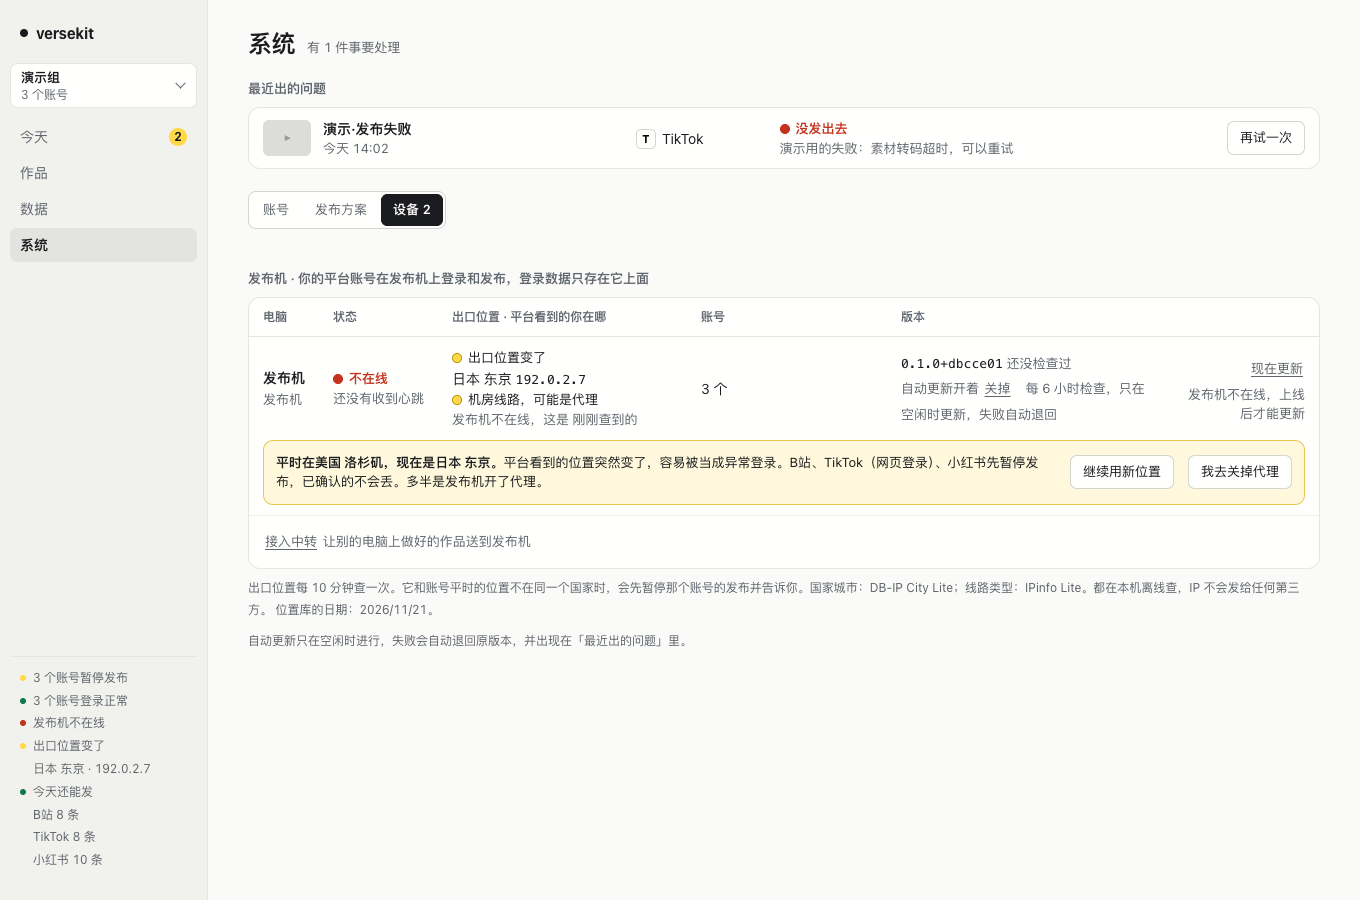 versekit
演示组
3 个账号
今天 2
作品
数据
系统
3 个账号暂停发布
3 个账号登录正常
发布机不在线
出口位置变了
日本 东京 · 192.0.2.7
今天还能发
B站 8 条
TikTok 8 条
小红书 10 条
系统 有 1 件事要处理
最近出的问题
演示·发布失败
今天 14:02
T TikTok
没发出去
演示用的失败：素材转码超时，可以重试
再试一次
账号 发布方案 设备 2
发布机 · 你的平台账号在发布机上登录和发布，登录数据只存在它上面
电脑 状态 出口位置 · 平台看到的你在哪 账号 版本
发布机
发布机
不在线
还没有收到心跳
出口位置变了
日本 东京 192.0.2.7
机房线路，可能是代理
发布机不在线，这是 刚刚查到的
3 个
0.1.0+dbcce01 还没检查过
自动更新开着 关掉 每 6 小时检查，只在
空闲时更新，失败自动退回
现在更新
发布机不在线，上线
后才能更新
平时在美国 洛杉矶，现在是日本 东京。平台看到的位置突然变了，容易被当成异常登录。B站、TikTok（网页登录）、小红书先暂停发
布，已确认的不会丢。多半是发布机开了代理。
继续用新位置
我去关掉代理
接入中转 让别的电脑上做好的作品送到发布机
出口位置每 10 分钟查一次。它和账号平时的位置不在同一个国家时，会先暂停那个账号的发布并告诉你。国家城市：DB-IP City Lite；线路类型：IPinfo Lite。都在本机离线查，IP 不会发给任何第三
方。 位置库的日期：2026/11/21。
自动更新只在空闲时进行，失败会自动退回原版本，并出现在「最近出的问题」里。